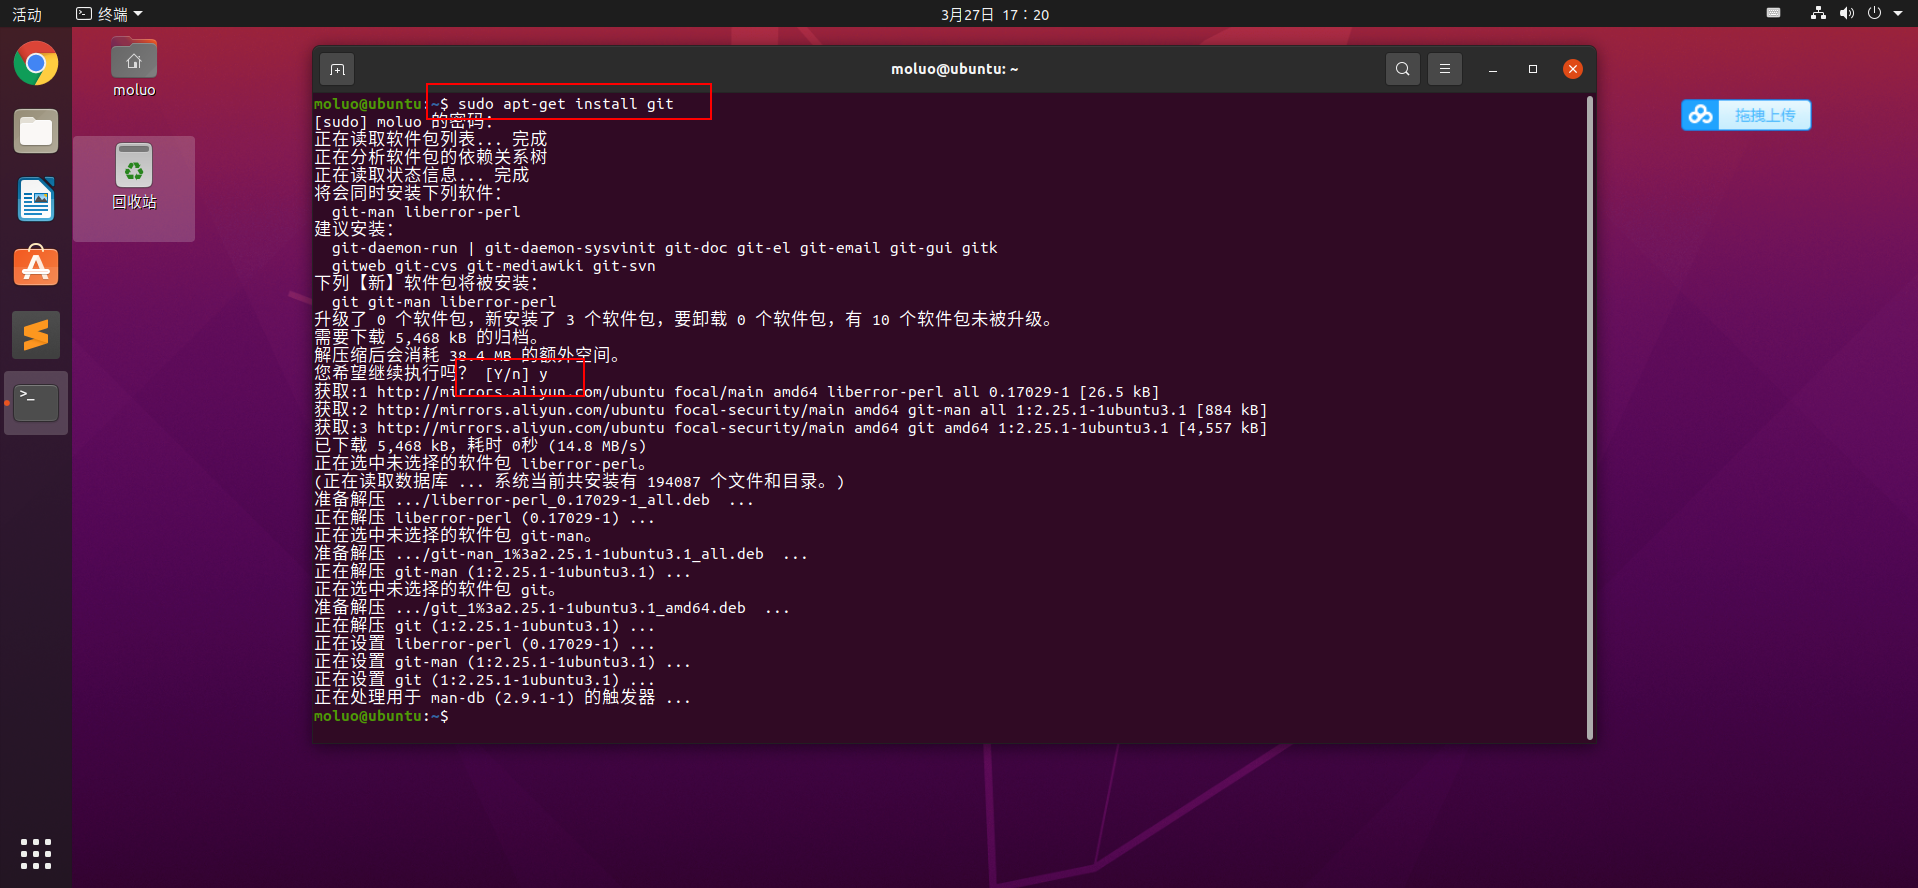 活动
终端
3月27日 17：20
moluo
回收站
拖拽上传
moluo@ubuntu: ~
moluo@ubuntu:~$ sudo apt-get install git
[sudo] moluo 的密码：
正在读取软件包列表... 完成
正在分析软件包的依赖关系树
正在读取状态信息... 完成
将会同时安装下列软件：
  git-man liberror-perl
建议安装：
  git-daemon-run | git-daemon-sysvinit git-doc git-el git-email git-gui gitk
  gitweb git-cvs git-mediawiki git-svn
下列【新】软件包将被安装：
  git git-man liberror-perl
升级了 0 个软件包，新安装了 3 个软件包，要卸载 0 个软件包，有 10 个软件包未被升级。
需要下载 5,468 kB 的归档。
解压缩后会消耗 38.4 MB 的额外空间。
您希望继续执行吗？ [Y/n] y
获取:1 http://mirrors.aliyun.com/ubuntu focal/main amd64 liberror-perl all 0.17029-1 [26.5 kB]
获取:2 http://mirrors.aliyun.com/ubuntu focal-security/main amd64 git-man all 1:2.25.1-1ubuntu3.1 [884 kB]
获取:3 http://mirrors.aliyun.com/ubuntu focal-security/main amd64 git amd64 1:2.25.1-1ubuntu3.1 [4,557 kB]
已下载 5,468 kB，耗时 0秒 (14.8 MB/s)
正在选中未选择的软件包 liberror-perl。
(正在读取数据库 ... 系统当前共安装有 194087 个文件和目录。)
准备解压 .../liberror-perl_0.17029-1_all.deb  ...
正在解压 liberror-perl (0.17029-1) ...
正在选中未选择的软件包 git-man。
准备解压 .../git-man_1%3a2.25.1-1ubuntu3.1_all.deb  ...
正在解压 git-man (1:2.25.1-1ubuntu3.1) ...
正在选中未选择的软件包 git。
准备解压 .../git_1%3a2.25.1-1ubuntu3.1_amd64.deb  ...
正在解压 git (1:2.25.1-1ubuntu3.1) ...
正在设置 liberror-perl (0.17029-1) ...
正在设置 git-man (1:2.25.1-1ubuntu3.1) ...
正在设置 git (1:2.25.1-1ubuntu3.1) ...
正在处理用于 man-db (2.9.1-1) 的触发器 ...
moluo@ubuntu:~$